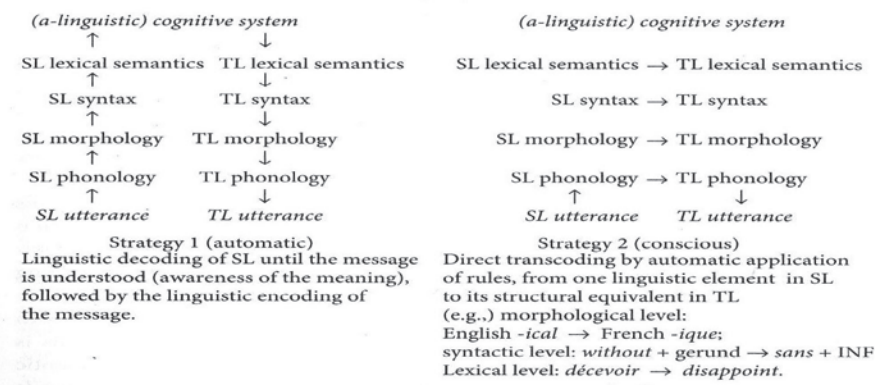 (a-linguistic) cognitive system
↑ ↓
SL lexical semantics TL lexical semantics
↑ ↓
SL syntax TL syntax
↑ ↓
SL morphology TL morphology
↑ ↓
SL phonology TL phonology
↑ ↓
SL utterance TL utterance
Strategy 1 (automatic)
Linguistic decoding of SL until the message
is understood (awareness of the meaning),
followed by the linguistic encoding of
the message.
(a-linguistic) cognitive system
SL lexical semantics → TL lexical semantics
SL syntax → TL syntax
SL morphology → TL morphology
SL phonology → TL phonology
↑ ↓
SL utterance TL utterance
Strategy 2 (conscious)
Direct transcoding by automatic application
of rules, from one linguistic element in SL
to its structural equivalent in TL
(e.g.,) morphological level:
English -ical → French -ique;
syntactic level: without + gerund → sans + INF
Lexical level: décevoir → disappoint.